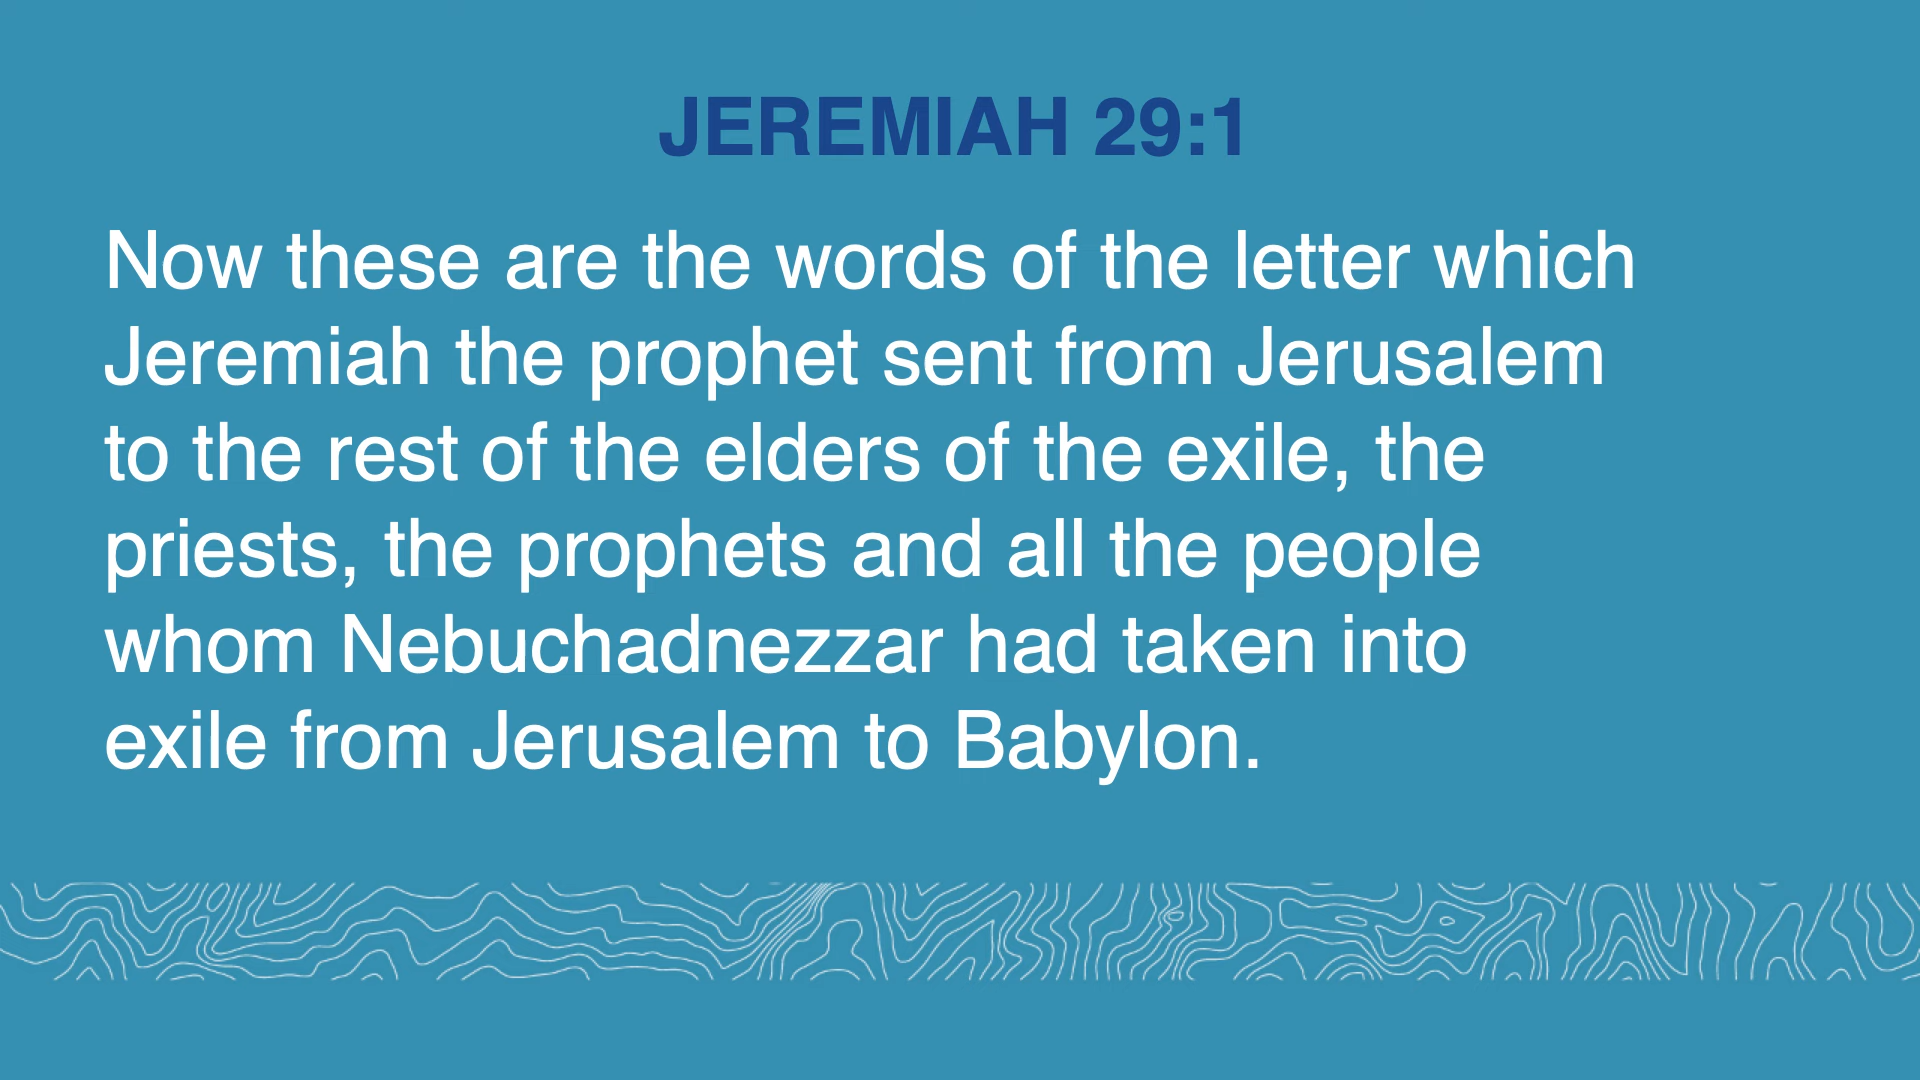 JEREMIAH 29:1
Now these are the words of the letter which
Jeremiah the prophet sent from Jerusalem
to the rest of the elders of the exile, the
priests, the prophets and all the people
whom Nebuchadnezzar had taken into
exile from Jerusalem to Babylon.